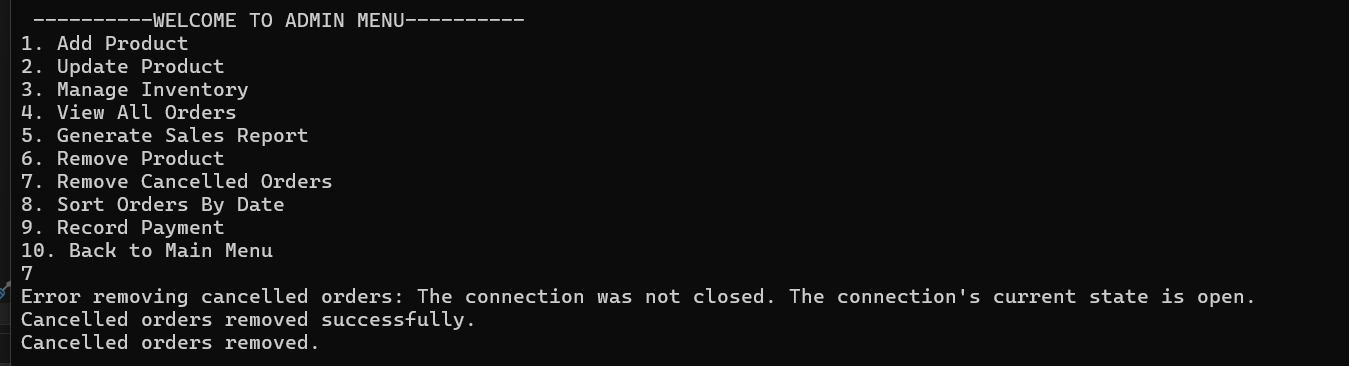 ----------WELCOME TO ADMIN MENU----------
1. Add Product
2. Update Product
3. Manage Inventory
4. View All Orders
5. Generate Sales Report
6. Remove Product
7. Remove Cancelled Orders
8. Sort Orders By Date
9. Record Payment
10. Back to Main Menu
7
Error removing cancelled orders: The connection was not closed. The connection's current state is open.
Cancelled orders removed successfully.
Cancelled orders removed.